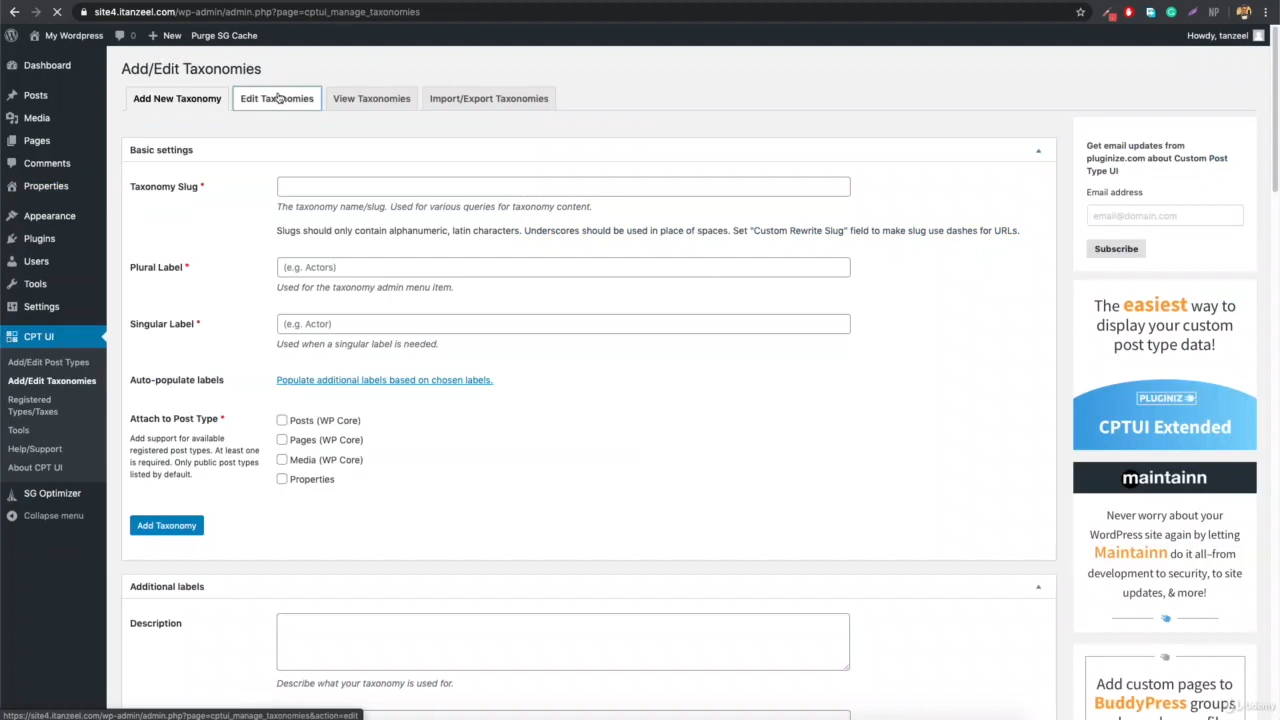 site4.itanzeel.com/wp-admin/admin.php?page=cptui_manage_taxonomies
NP
My Wordpress
0
New
Purge SG Cache
Howdy, tanzeel
Dashboard
Posts
Media
Pages
Comments
Properties
Appearance
Plugins
Users
Tools
Settings
CPT UI
Add/Edit Post Types
Add/Edit Taxonomies
Registered
Types/Taxes
Tools
Help/Support
About CPT UI
SG Optimizer
Collapse menu
Add/Edit Taxonomies
Add New Taxonomy
Edit Taxonomies
View Taxonomies
Import/Export Taxonomies
Basic settings
Taxonomy Slug *
The taxonomy name/slug. Used for various queries for taxonomy content.
Slugs should only contain alphanumeric, latin characters. Underscores should be used in place of spaces. Set "Custom Rewrite Slug" field to make slug use dashes for URLs.
Plural Label *
(e.g. Actors)
Used for the taxonomy admin menu item.
Singular Label *
(e.g. Actor)
Used when a singular label is needed.
Auto-populate labels
Populate additional labels based on chosen labels.
Attach to Post Type *
Add support for available
registered post types. At least one
is required. Only public post types
listed by default.
Posts (WP Core)
Pages (WP Core)
Media (WP Core)
Properties
Add Taxonomy
Additional labels
Description
Describe what your taxonomy is used for.
Get email updates from
pluginize.com about Custom Post
Type UI
Email address
email@domain.com
Subscribe
The easiest way to
display your custom
post type data!
PLUGINIZ
CPTUI Extended
maintainn
Never worry about your
WordPress site again by letting
Maintainn do it all–from
development to security, to site
updates, & more!
Add custom pages to
BuddyPress groups
Udemy
https://site4.itanzeel.com/wp-admin/admin.php?page=cptui_manage_taxonomies&action=edit